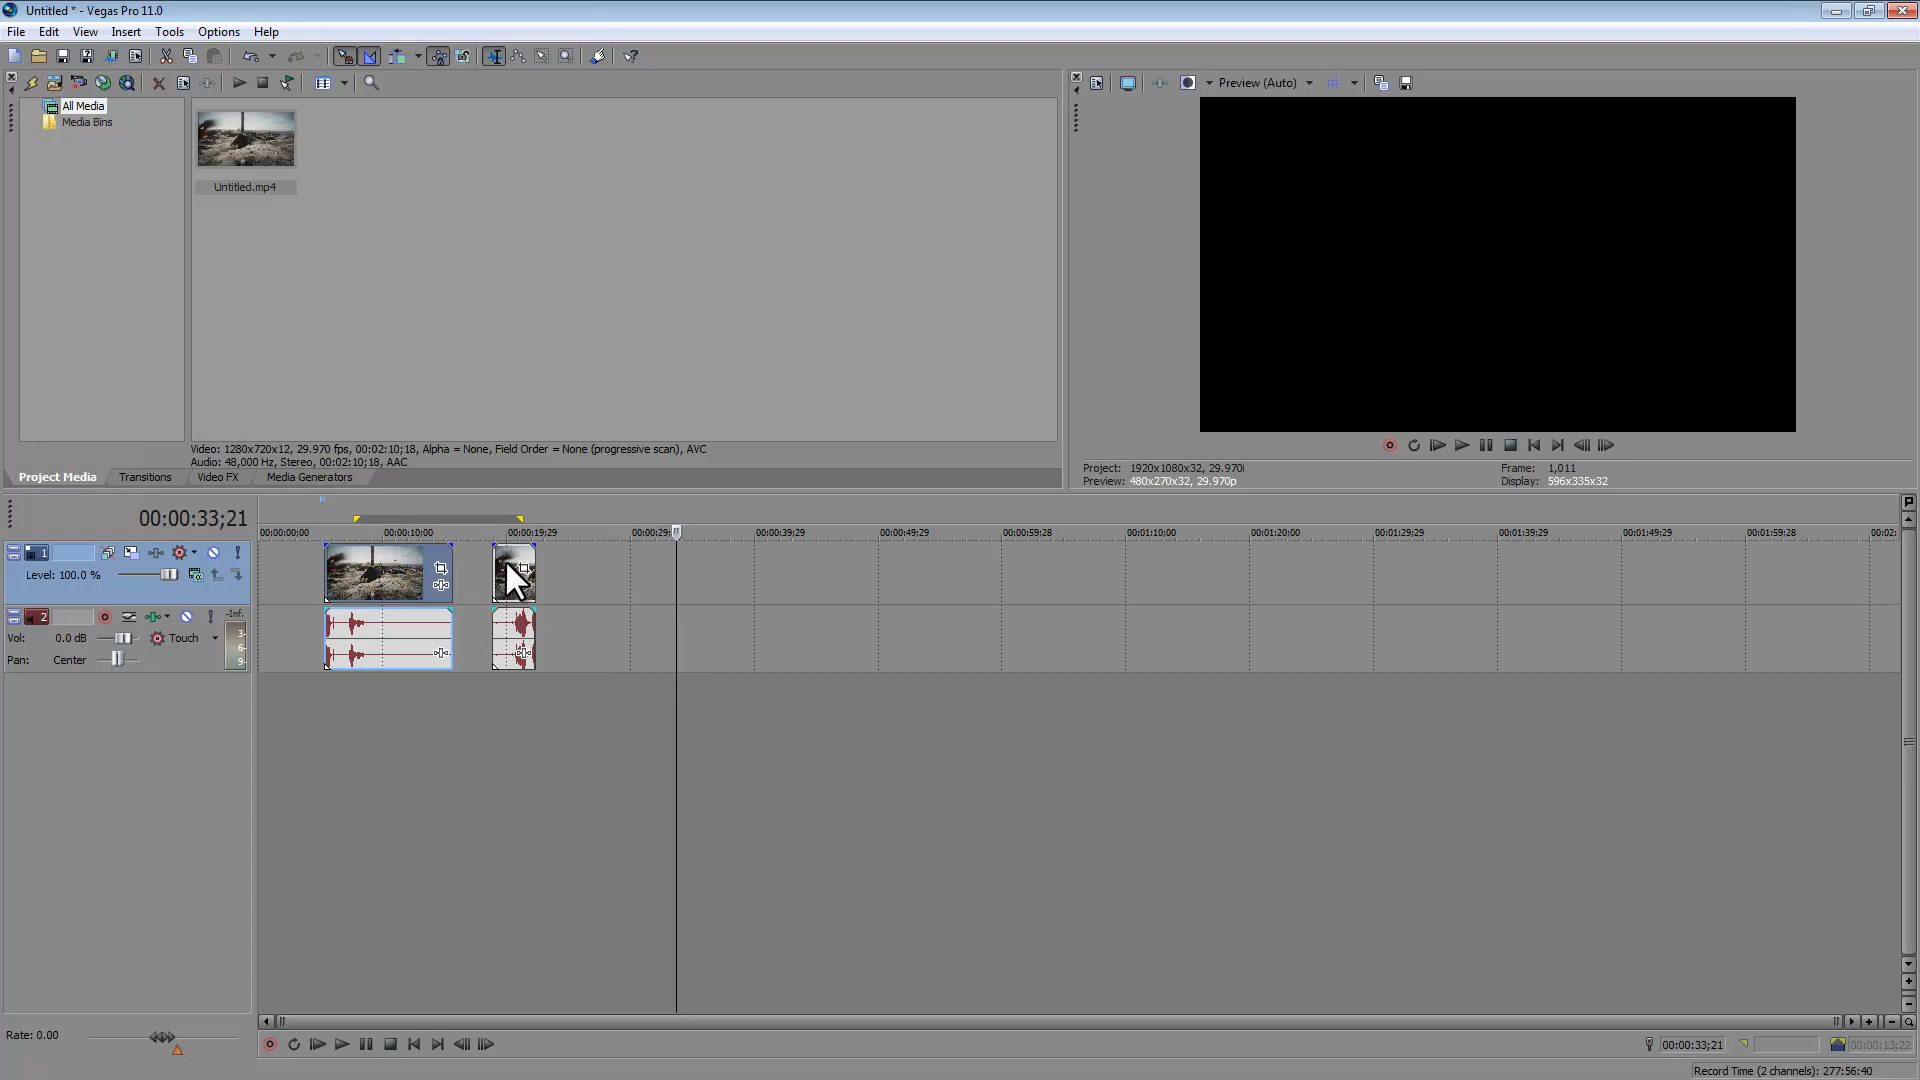 Untitled * - Vegas Pro 11.0
File Edit View Insert Tools Options Help
All Media
Media Bins
Untitled.mp4
Preview (Auto)
Video: 1280x720x12, 29.970 fps, 00:02:10;18, Alpha = None, Field Order = None (progressive scan), AVC
Audio: 48,000 Hz, Stereo, 00:02:10;18, AAC
Project Media Transitions Video FX Media Generators
Project: 1920x1080x32, 29.970i Frame: 1,011
Preview: 480x270x32, 29.970p Display: 596x335x32
00:00:33;21
00:00:00;00 00:00:10;00 00:00:19;29 00:00:29; 00:00:39;29 00:00:49;29 00:00:59;28 00:01:10;00 00:01:20;00 00:01:29;29 00:01:39;29 00:01:49;29 00:01:59;28 00:02:
1
Level: 100.0 %
2 -Inf.
Vol: 0.0 dB Touch 3
6
Pan: Center 9
Rate: 0.00
00:00:33;21 00:00:13;22
Record Time (2 channels): 277:56:40